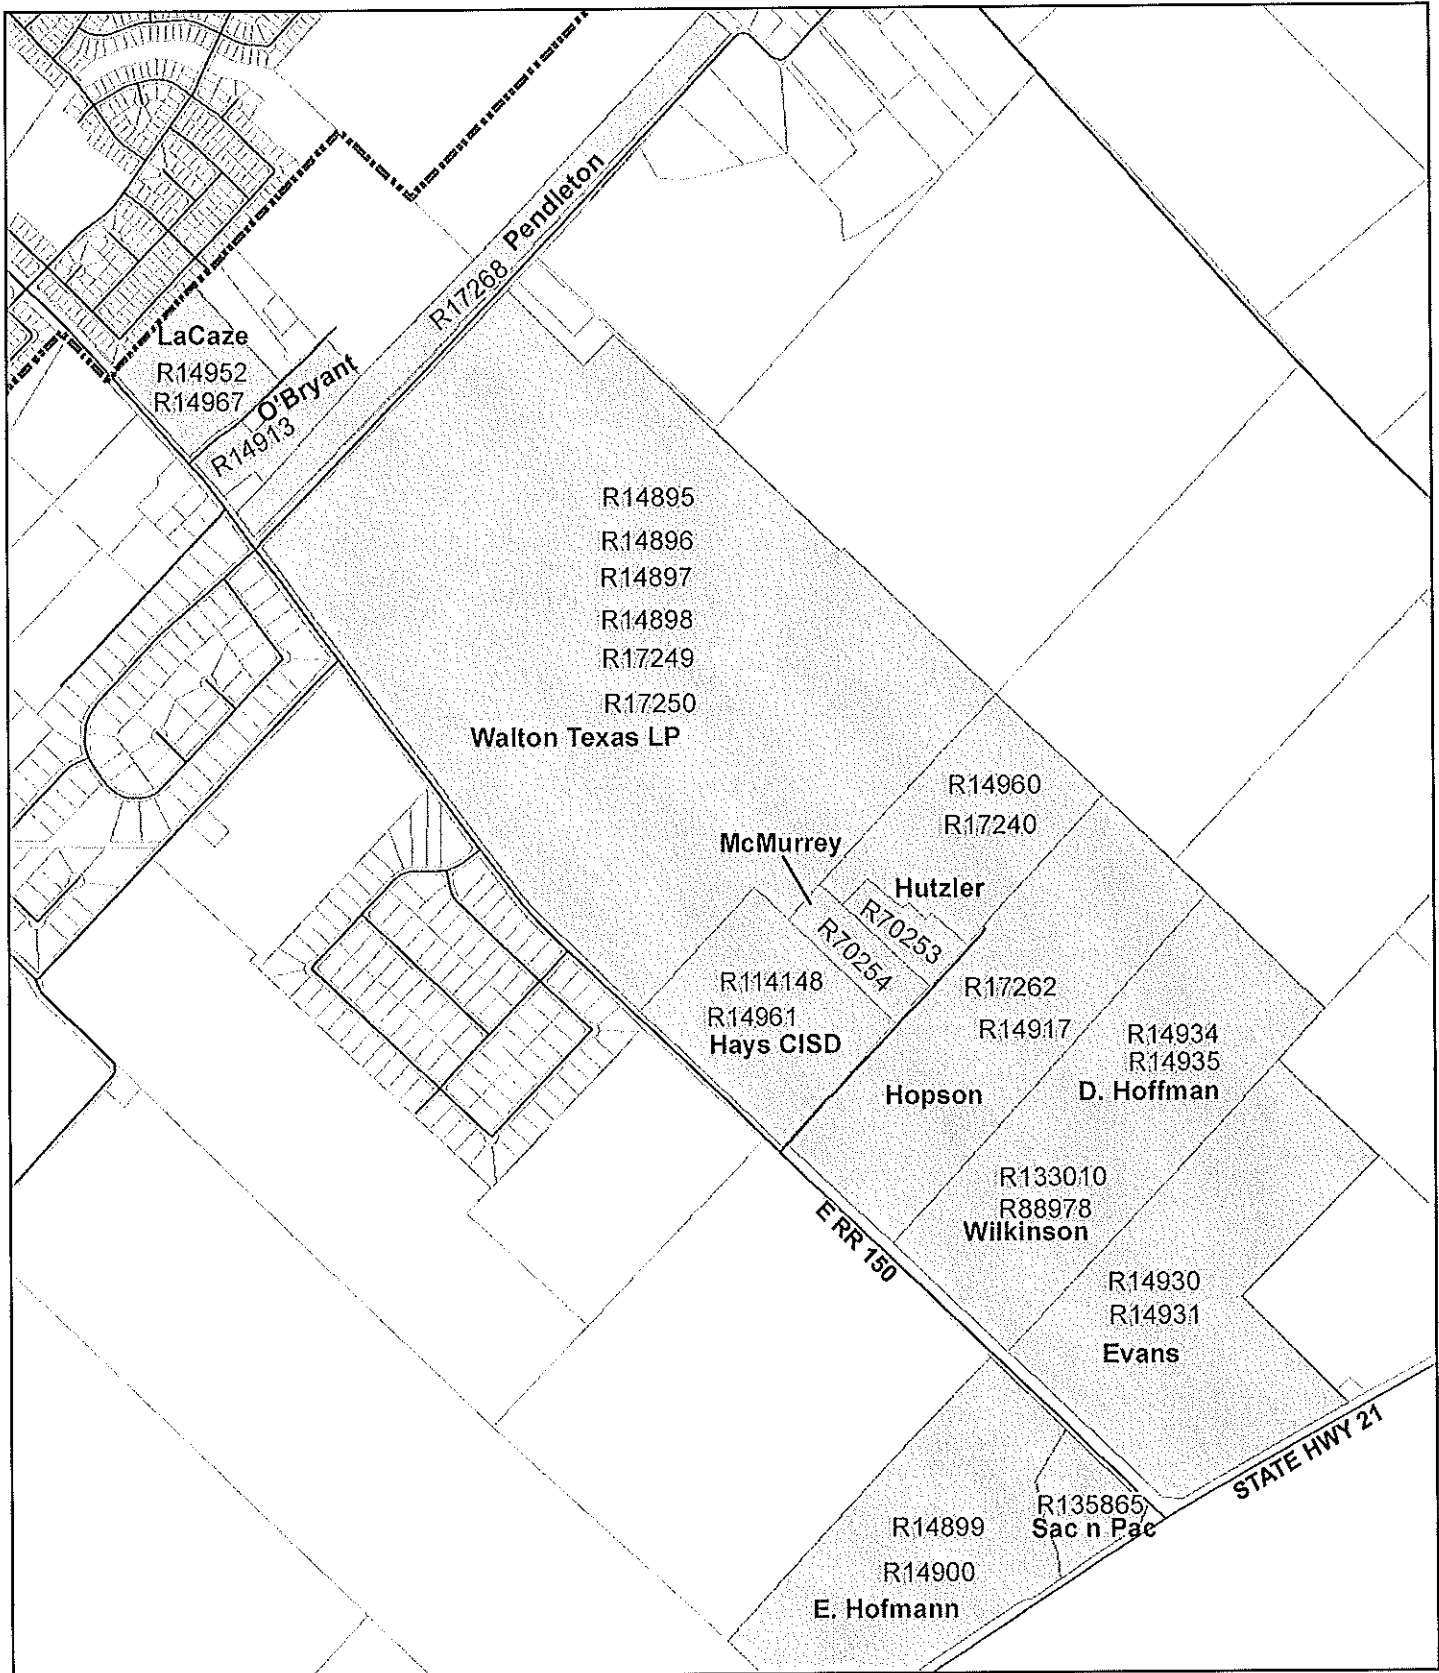 Pendleton
R17268
LaCaze
R14952
R14967
O'Bryant
R14913
R14895
R14896
R14897
R14898
R17249
R17250
Walton Texas LP
R14960
R17240
McMurrey
Hutzler
R70253
R70254
R114148
R14961
Hays CISD
R17262
R14917
Hopson
R14934
R14935
D. Hoffman
R133010
R88978
Wilkinson
E RR 150
R14930
R14931
Evans
STATE HWY 21
R135865
Sac n Pac
R14899
R14900
E. Hofmann